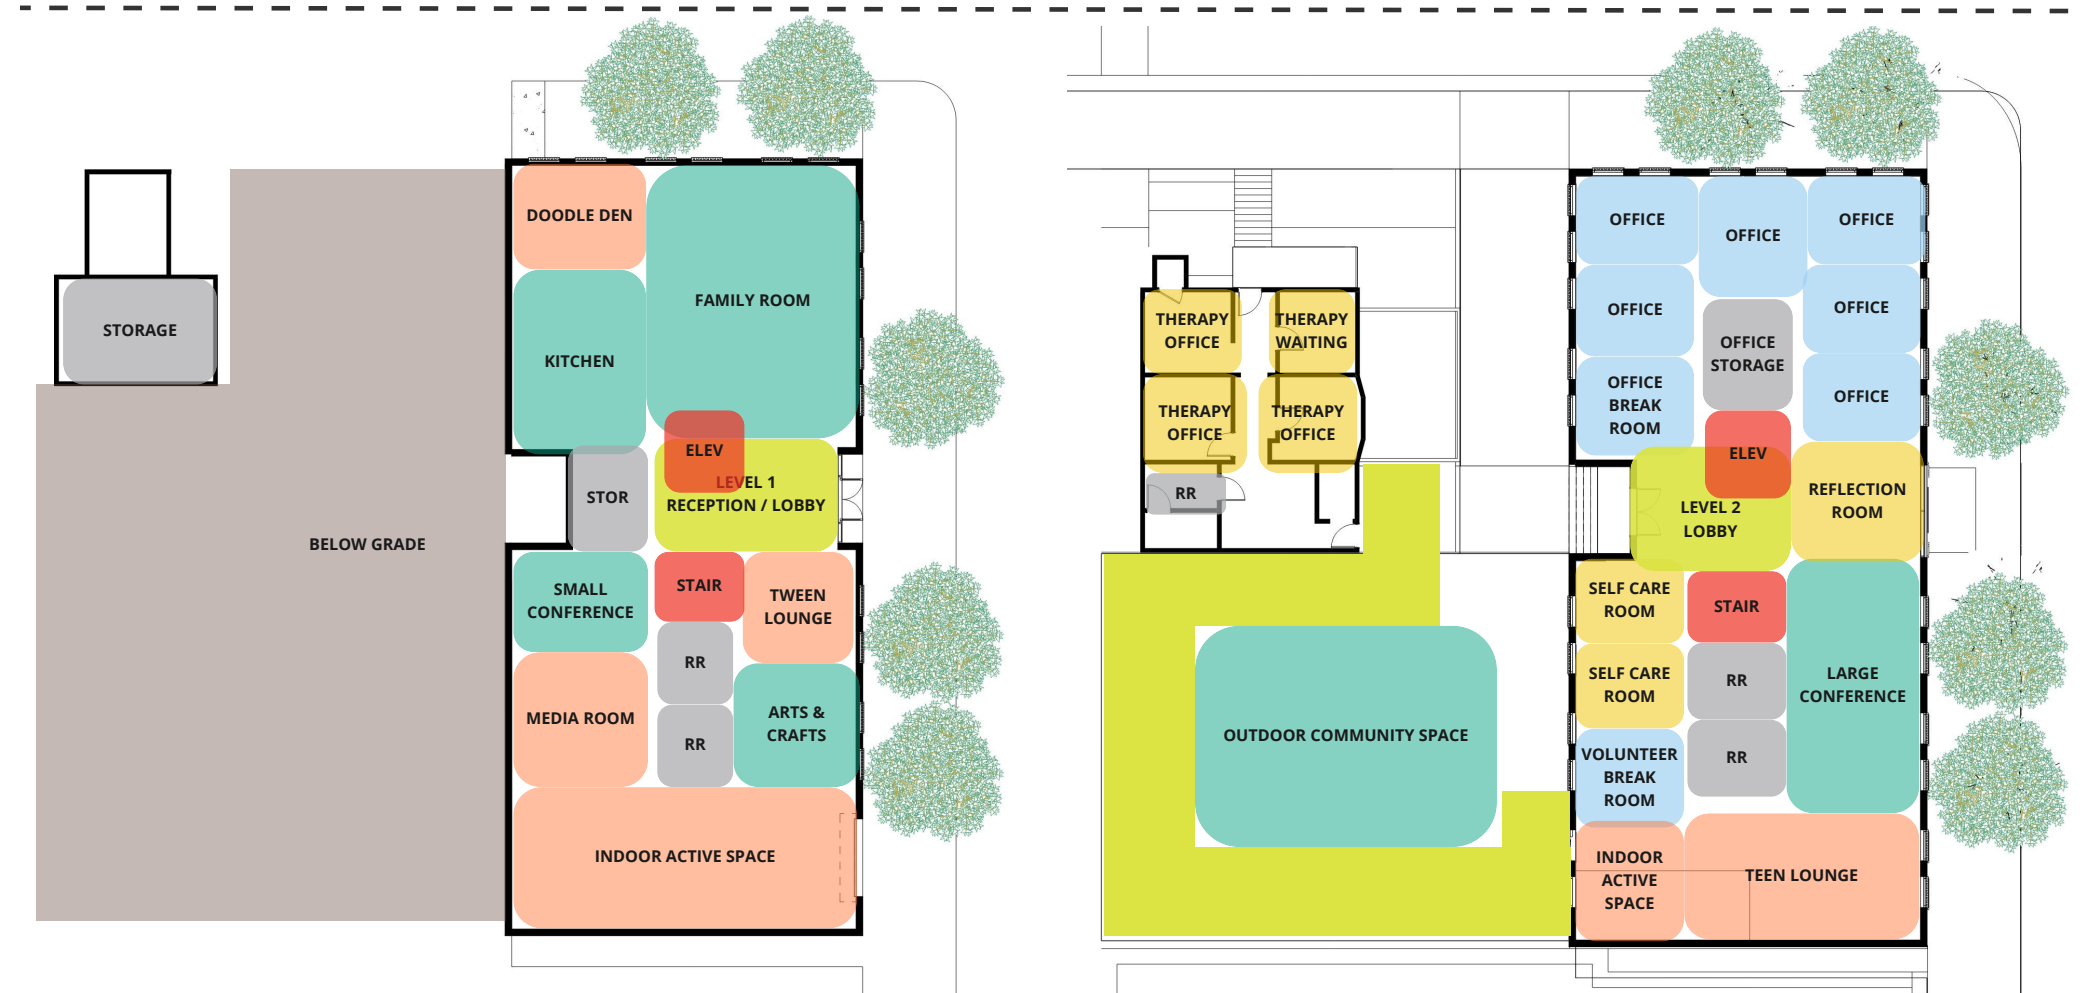 DOODLE DEN
FAMILY ROOM
KITCHEN
STORAGE
BELOW GRADE
ELEV
STOR
LEVEL 1
RECEPTION / LOBBY
SMALL
CONFERENCE
STAIR
TWEEN
LOUNGE
RR
MEDIA ROOM
ARTS &
CRAFTS
RR
INDOOR ACTIVE SPACE
THERAPY
OFFICE
THERAPY
WAITING
THERAPY
OFFICE
THERAPY
OFFICE
RR
OUTDOOR COMMUNITY SPACE
OFFICE
OFFICE
OFFICE
OFFICE
OFFICE
STORAGE
OFFICE
OFFICE
BREAK
ROOM
OFFICE
ELEV
LEVEL 2
LOBBY
REFLECTION
ROOM
SELF CARE
ROOM
STAIR
SELF CARE
ROOM
RR
LARGE
CONFERENCE
VOLUNTEER
BREAK
ROOM
RR
INDOOR
ACTIVE
SPACE
TEEN LOUNGE